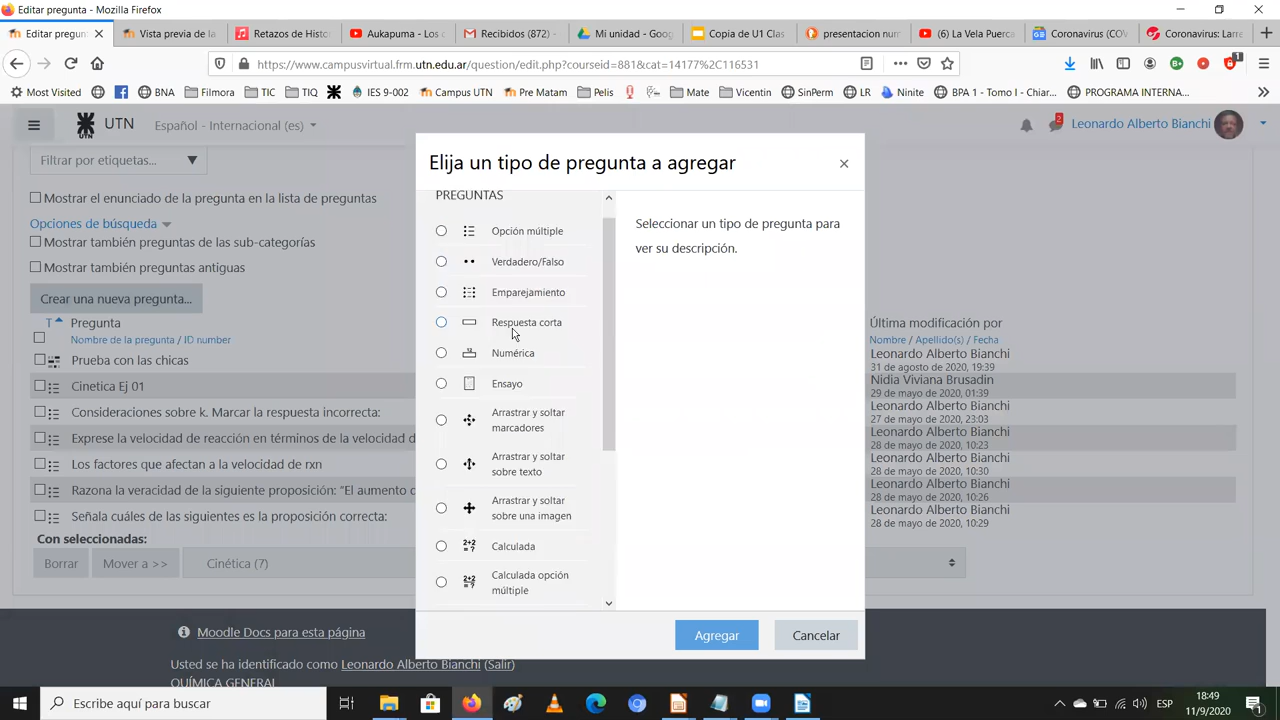 Editar pregunta - Mozilla Firefox
Editar pregun
Vista previa de la
Retazos de Histo
Aukapuma - Los c
Recibidos (872) -
Mi unidad - Goog
Copia de U1 Clas
presentacion num
(6) La Vela Puerca
Coronavirus (COV
Coronavirus: Larre
https://www.campusvirtual.frm.utn.edu.ar/question/edit.php?courseid=881&cat=14177%2C116531
Most Visited
BNA
Filmora
TIC
TIQ
IES 9-002
Campus UTN
Pre Matam
Pelis
Mate
Vicentin
SinPerm
LR
Ninite
BPA 1 - Tomo I - Chiar...
PROGRAMA INTERNA...
UTN
UTN
Español - Internacional (es)
2
Leonardo Alberto Bianchi
Filtrar por etiquetas...
Mostrar el enunciado de la pregunta en la lista de preguntas
Opciones de búsqueda
Mostrar también preguntas de las sub-categorías
Mostrar también preguntas antiguas
Crear una nueva pregunta...
T Pregunta
Nombre de la pregunta / ID number
Prueba con las chicas
Cinetica Ej 01
Consideraciones sobre k. Marcar la respuesta incorrecta:
Exprese la velocidad de reacción en términos de la velocidad d
Los factores que afectan a la velocidad de rxn
Razona la veracidad de la siguiente proposición: "El aumento d
Señala cuáles de las siguientes es la proposición correcta:
Con seleccionadas:
Borrar
Mover a >>
Cinética (7)
Última modificación por
Nombre / Apellido(s) / Fecha
Leonardo Alberto Bianchi
31 de agosto de 2020, 19:39
Nidia Viviana Brusadin
29 de mayo de 2020, 01:39
Leonardo Alberto Bianchi
27 de mayo de 2020, 23:03
Leonardo Alberto Bianchi
28 de mayo de 2020, 10:23
Leonardo Alberto Bianchi
28 de mayo de 2020, 10:30
Leonardo Alberto Bianchi
28 de mayo de 2020, 10:26
Leonardo Alberto Bianchi
28 de mayo de 2020, 10:29
Elija un tipo de pregunta a agregar
PREGUNTAS
Opción múltiple
Verdadero/Falso
Emparejamiento
Respuesta corta
Numérica
Ensayo
Arrastrar y soltar
marcadores
Arrastrar y soltar
sobre texto
Arrastrar y soltar
sobre una imagen
Calculada
Calculada opción
múltiple
Seleccionar un tipo de pregunta para
ver su descripción.
Agregar
Cancelar
Moodle Docs para esta página
Usted se ha identificado como Leonardo Alberto Bianchi (Salir)
QUÍMICA GENERAL
Escribe aquí para buscar
ESP
18:49
11/9/2020